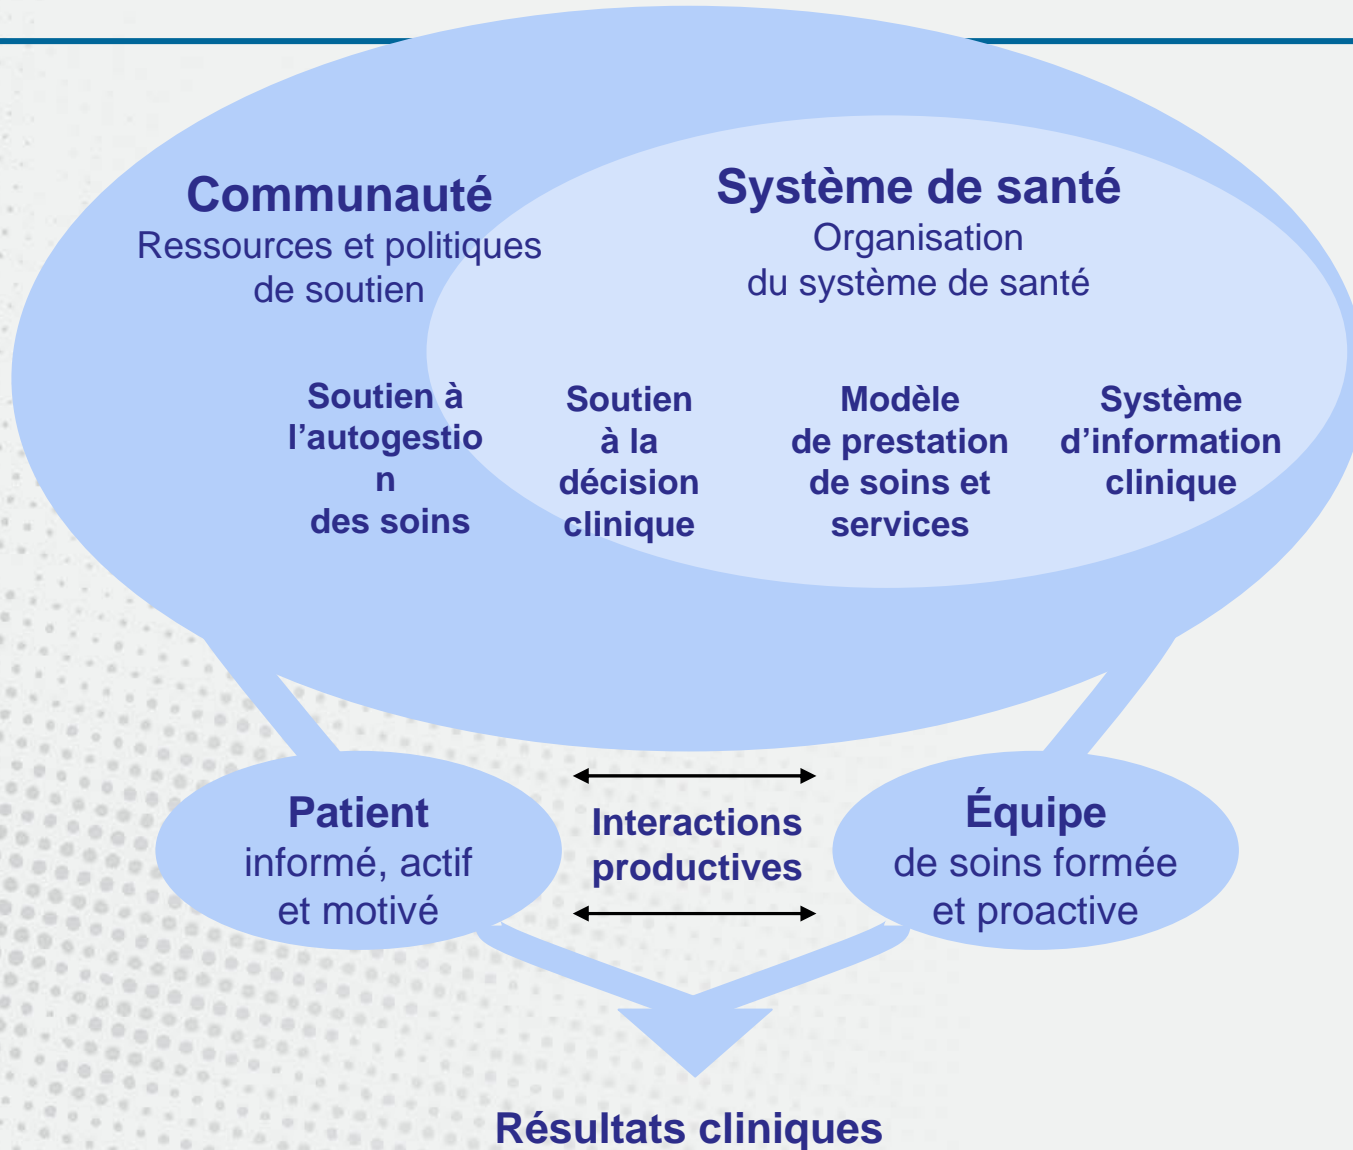 Communauté
Ressources et politiques
de soutien
Système de santé
Organisation
du système de santé
Soutien à
l’autogestio
n
des soins
Soutien
à la
décision
clinique
Modèle
de prestation
de soins et
services
Système
d’information
clinique
Patient
informé, actif
et motivé
Interactions
productives
Équipe
de soins formée
et proactive
Résultats cliniques